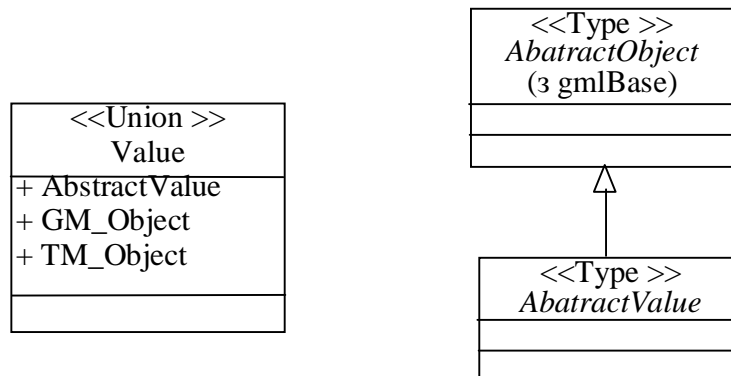 <<Union >>
Value
+ AbstractValue
+ GM_Object
+ TM_Object
<<Type >>
AbatractObject
(з gmlBase)
<<Type >>
AbatractValue